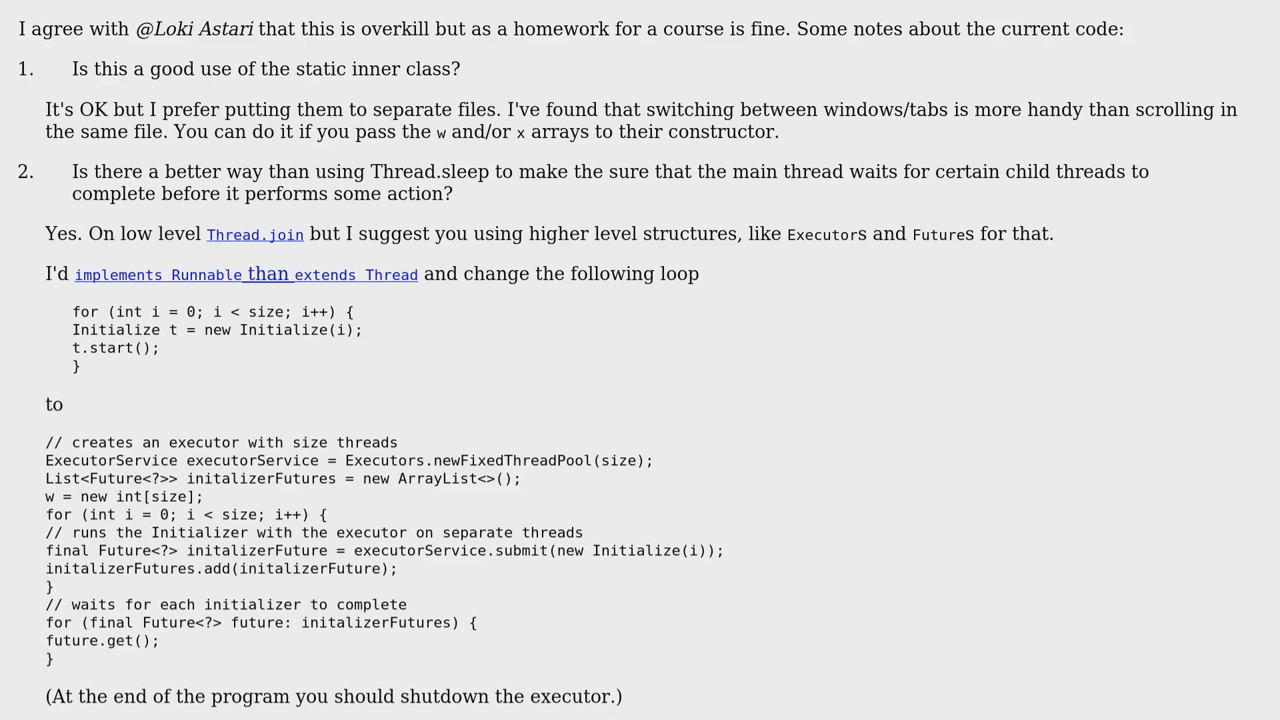 I agree with @Loki Astari that this is overkill but as a homework for a course is fine. Some notes about the current code:
1. Is this a good use of the static inner class?
It's OK but I prefer putting them to separate files. I've found that switching between windows/tabs is more handy than scrolling in
the same file. You can do it if you pass the w and/or x arrays to their constructor.
2. Is there a better way than using Thread.sleep to make the sure that the main thread waits for certain child threads to
complete before it performs some action?
Yes. On low level Thread.join but I suggest you using higher level structures, like Executors and Futures for that.
I'd implements Runnable than extends Thread and change the following loop
for (int i = 0; i < size; i++) {
Initialize t = new Initialize(i);
t.start();
}
to
// creates an executor with size threads
ExecutorService executorService = Executors.newFixedThreadPool(size);
List<Future<?>> initalizerFutures = new ArrayList<>();
w = new int[size];
for (int i = 0; i < size; i++) {
// runs the Initializer with the executor on separate threads
final Future<?> initalizerFuture = executorService.submit(new Initialize(i));
initalizerFutures.add(initalizerFuture);
}
// waits for each initializer to complete
for (final Future<?> future: initalizerFutures) {
future.get();
}
(At the end of the program you should shutdown the executor.)